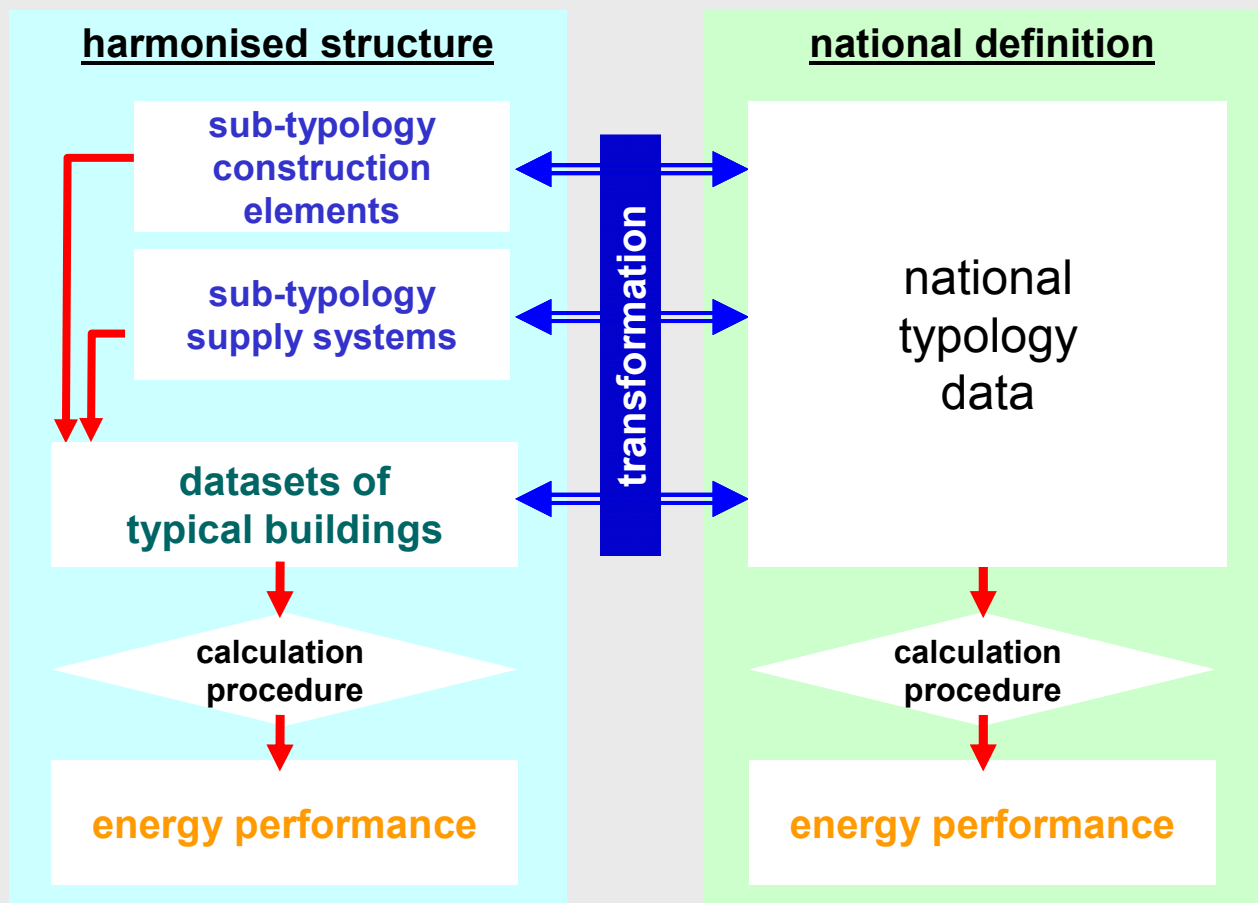 harmonised structure
sub-typology
construction
elements
sub-typology
supply systems
datasets of
typical buildings
calculation
procedure
energy performance
transformation
national definition
national
typology
data
calculation
procedure
energy performance